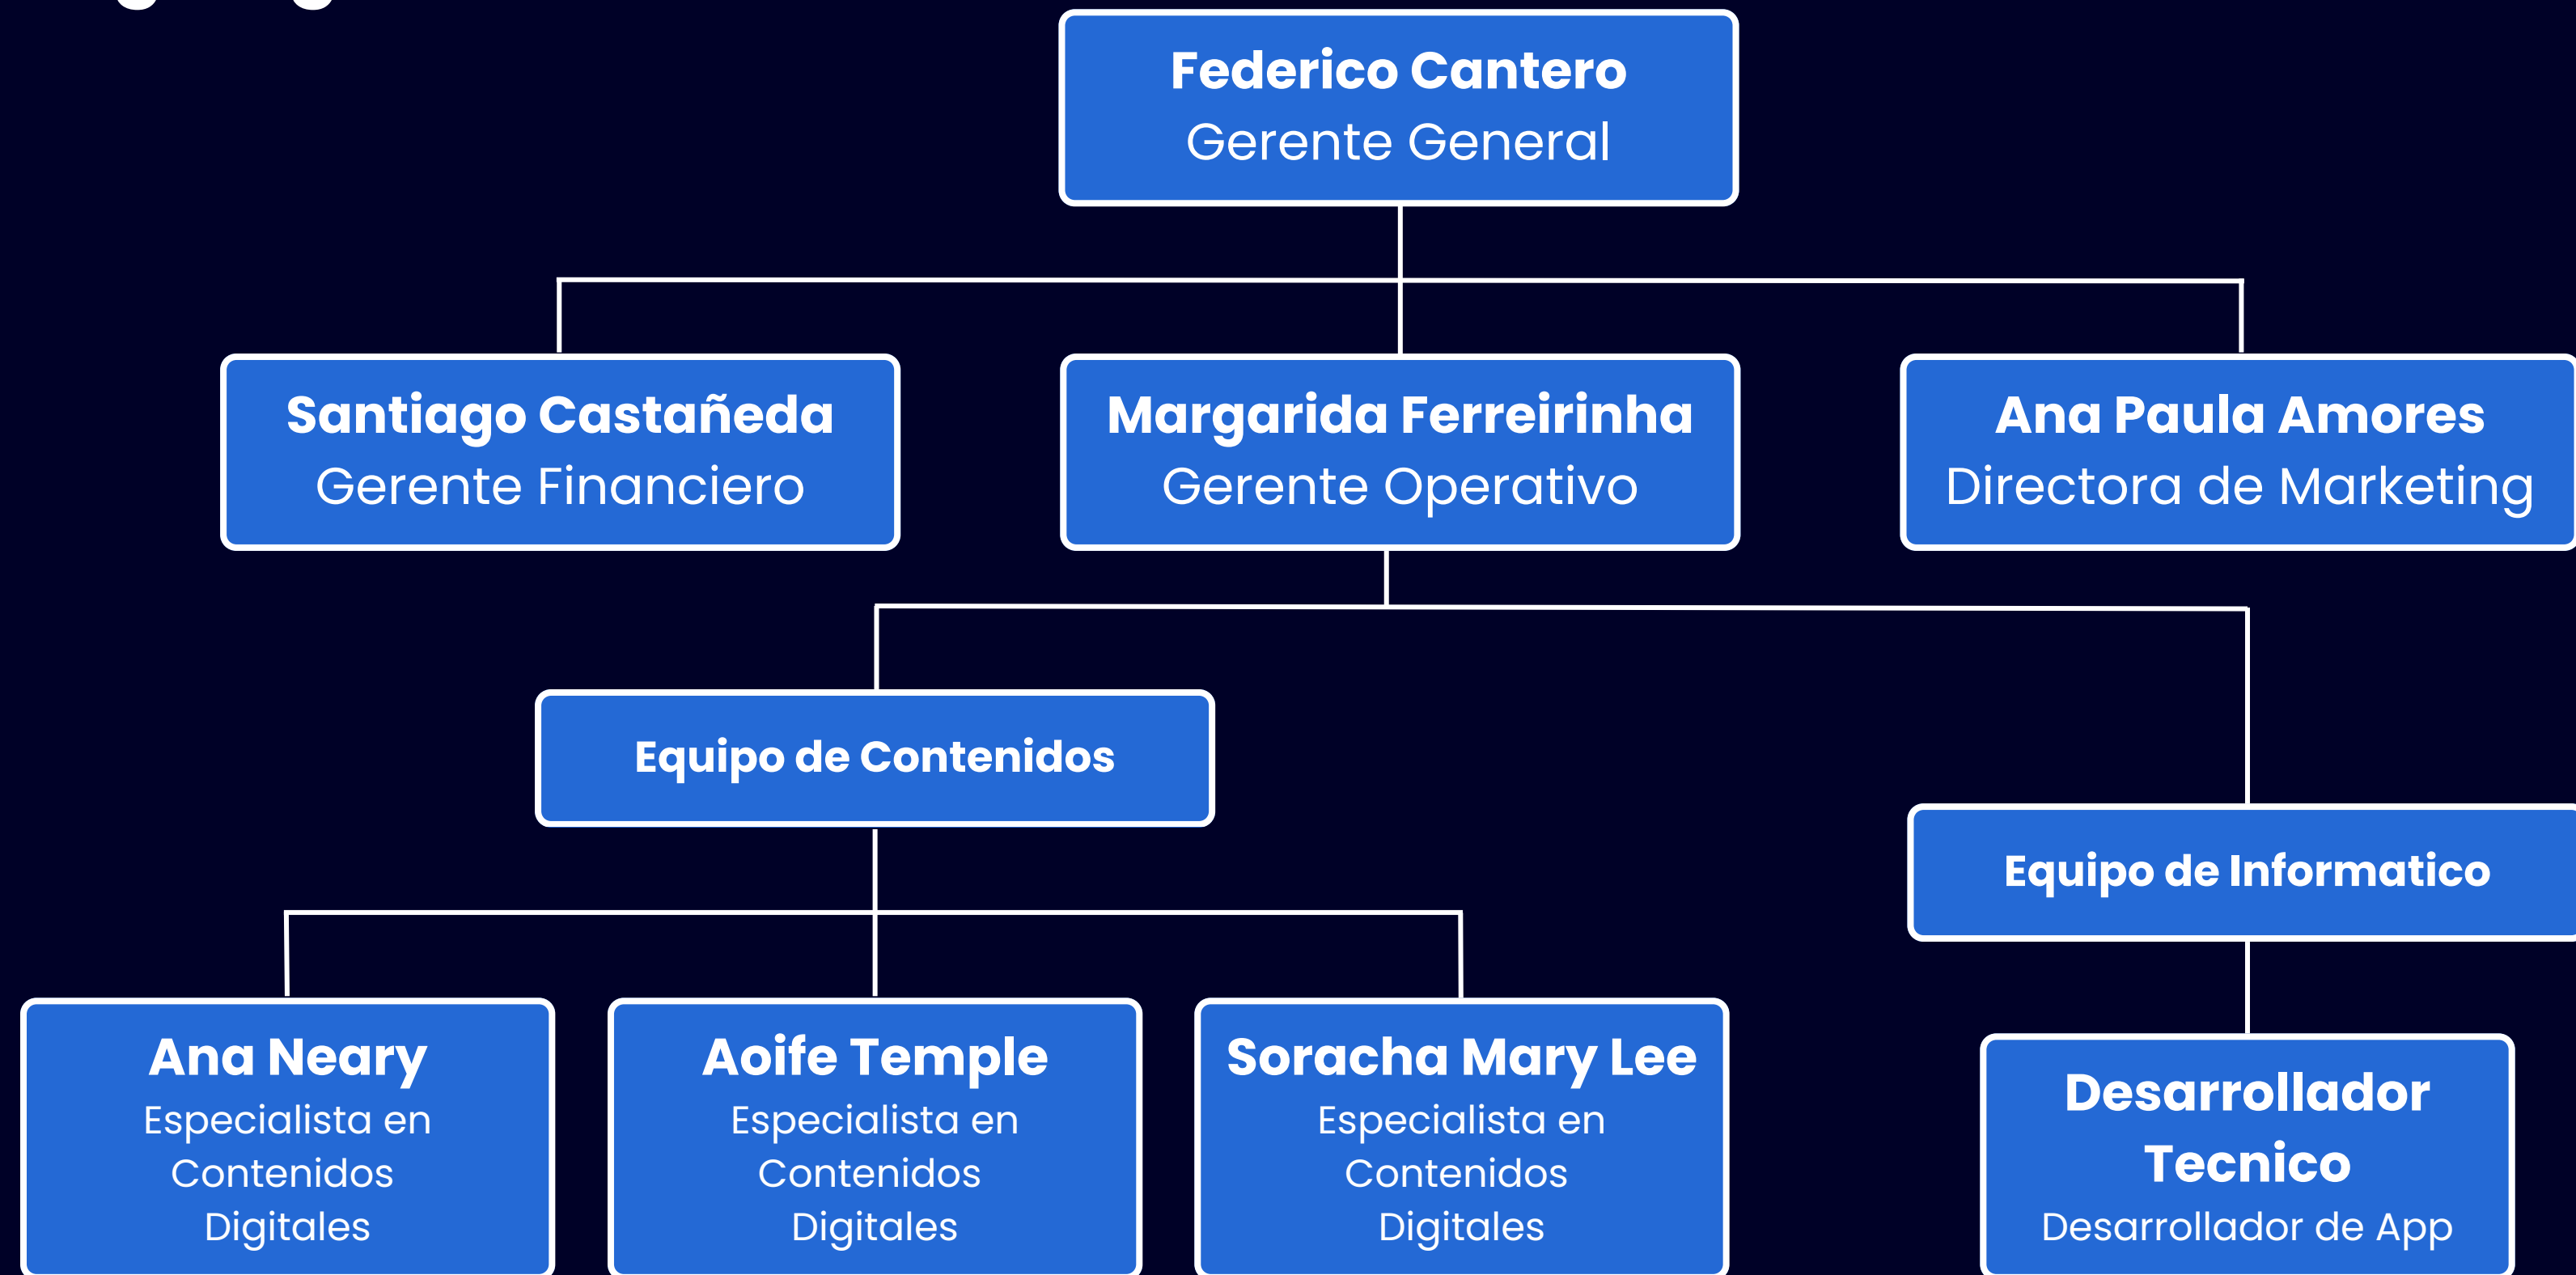 Federico Cantero
Gerente General
Santiago Castañeda
Gerente Financiero
Margarida Ferreirinha
Gerente Operativo
Ana Paula Amores
Directora de Marketing
Equipo de Contenidos
Equipo de Informatico
Ana Neary
Especialista en
Contenidos
Digitales
Aoife Temple
Especialista en
Contenidos
Digitales
Soracha Mary Lee
Especialista en
Contenidos
Digitales
Desarrollador
Tecnico
Desarrollador de App